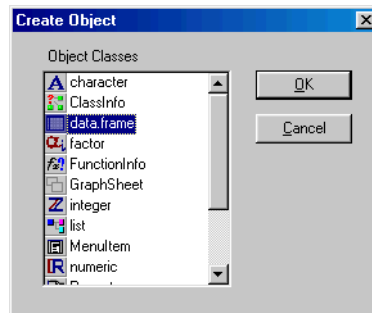 Create Object
Object Classes
character
ClassInfo
data.frame
factor
FunctionInfo
GraphSheet
integer
list
MenuItem
numeric
OK
Cancel